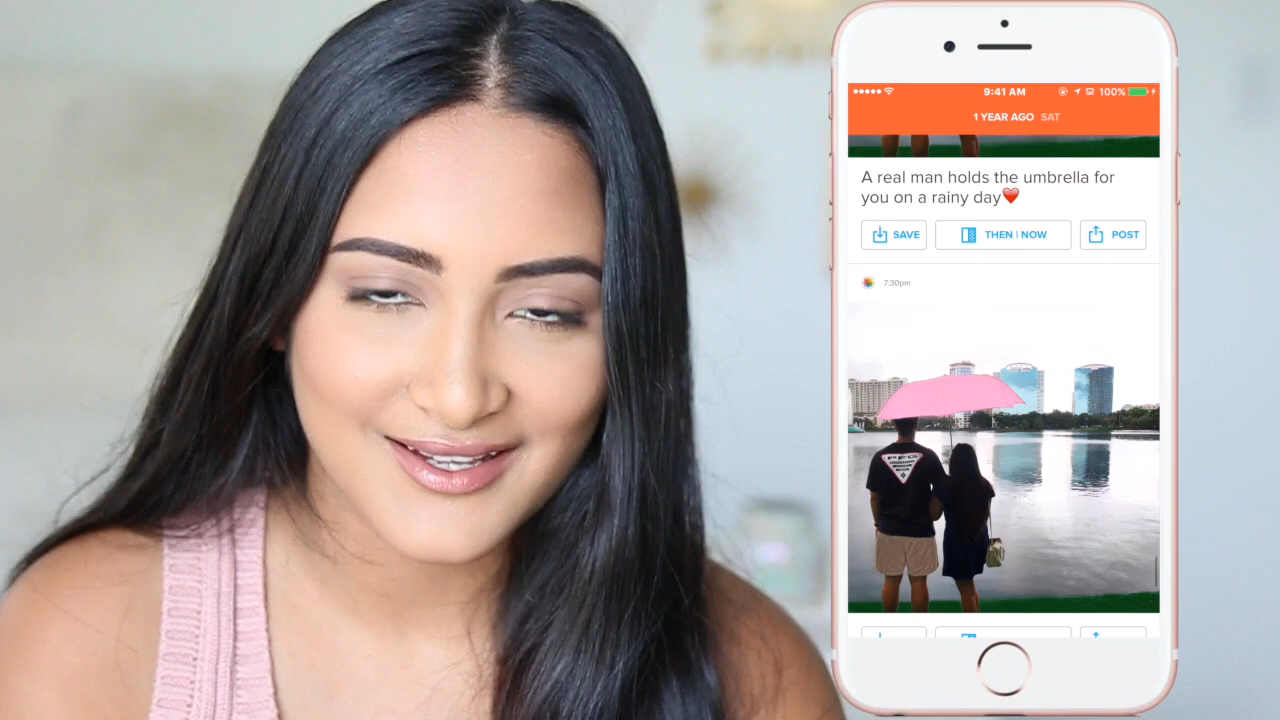 9:41 AM
100%
1 YEAR AGO SAT
A real man holds the umbrella for
you on a rainy day❤️
SAVE
THEN | NOW
POST
7:30pm
PFG